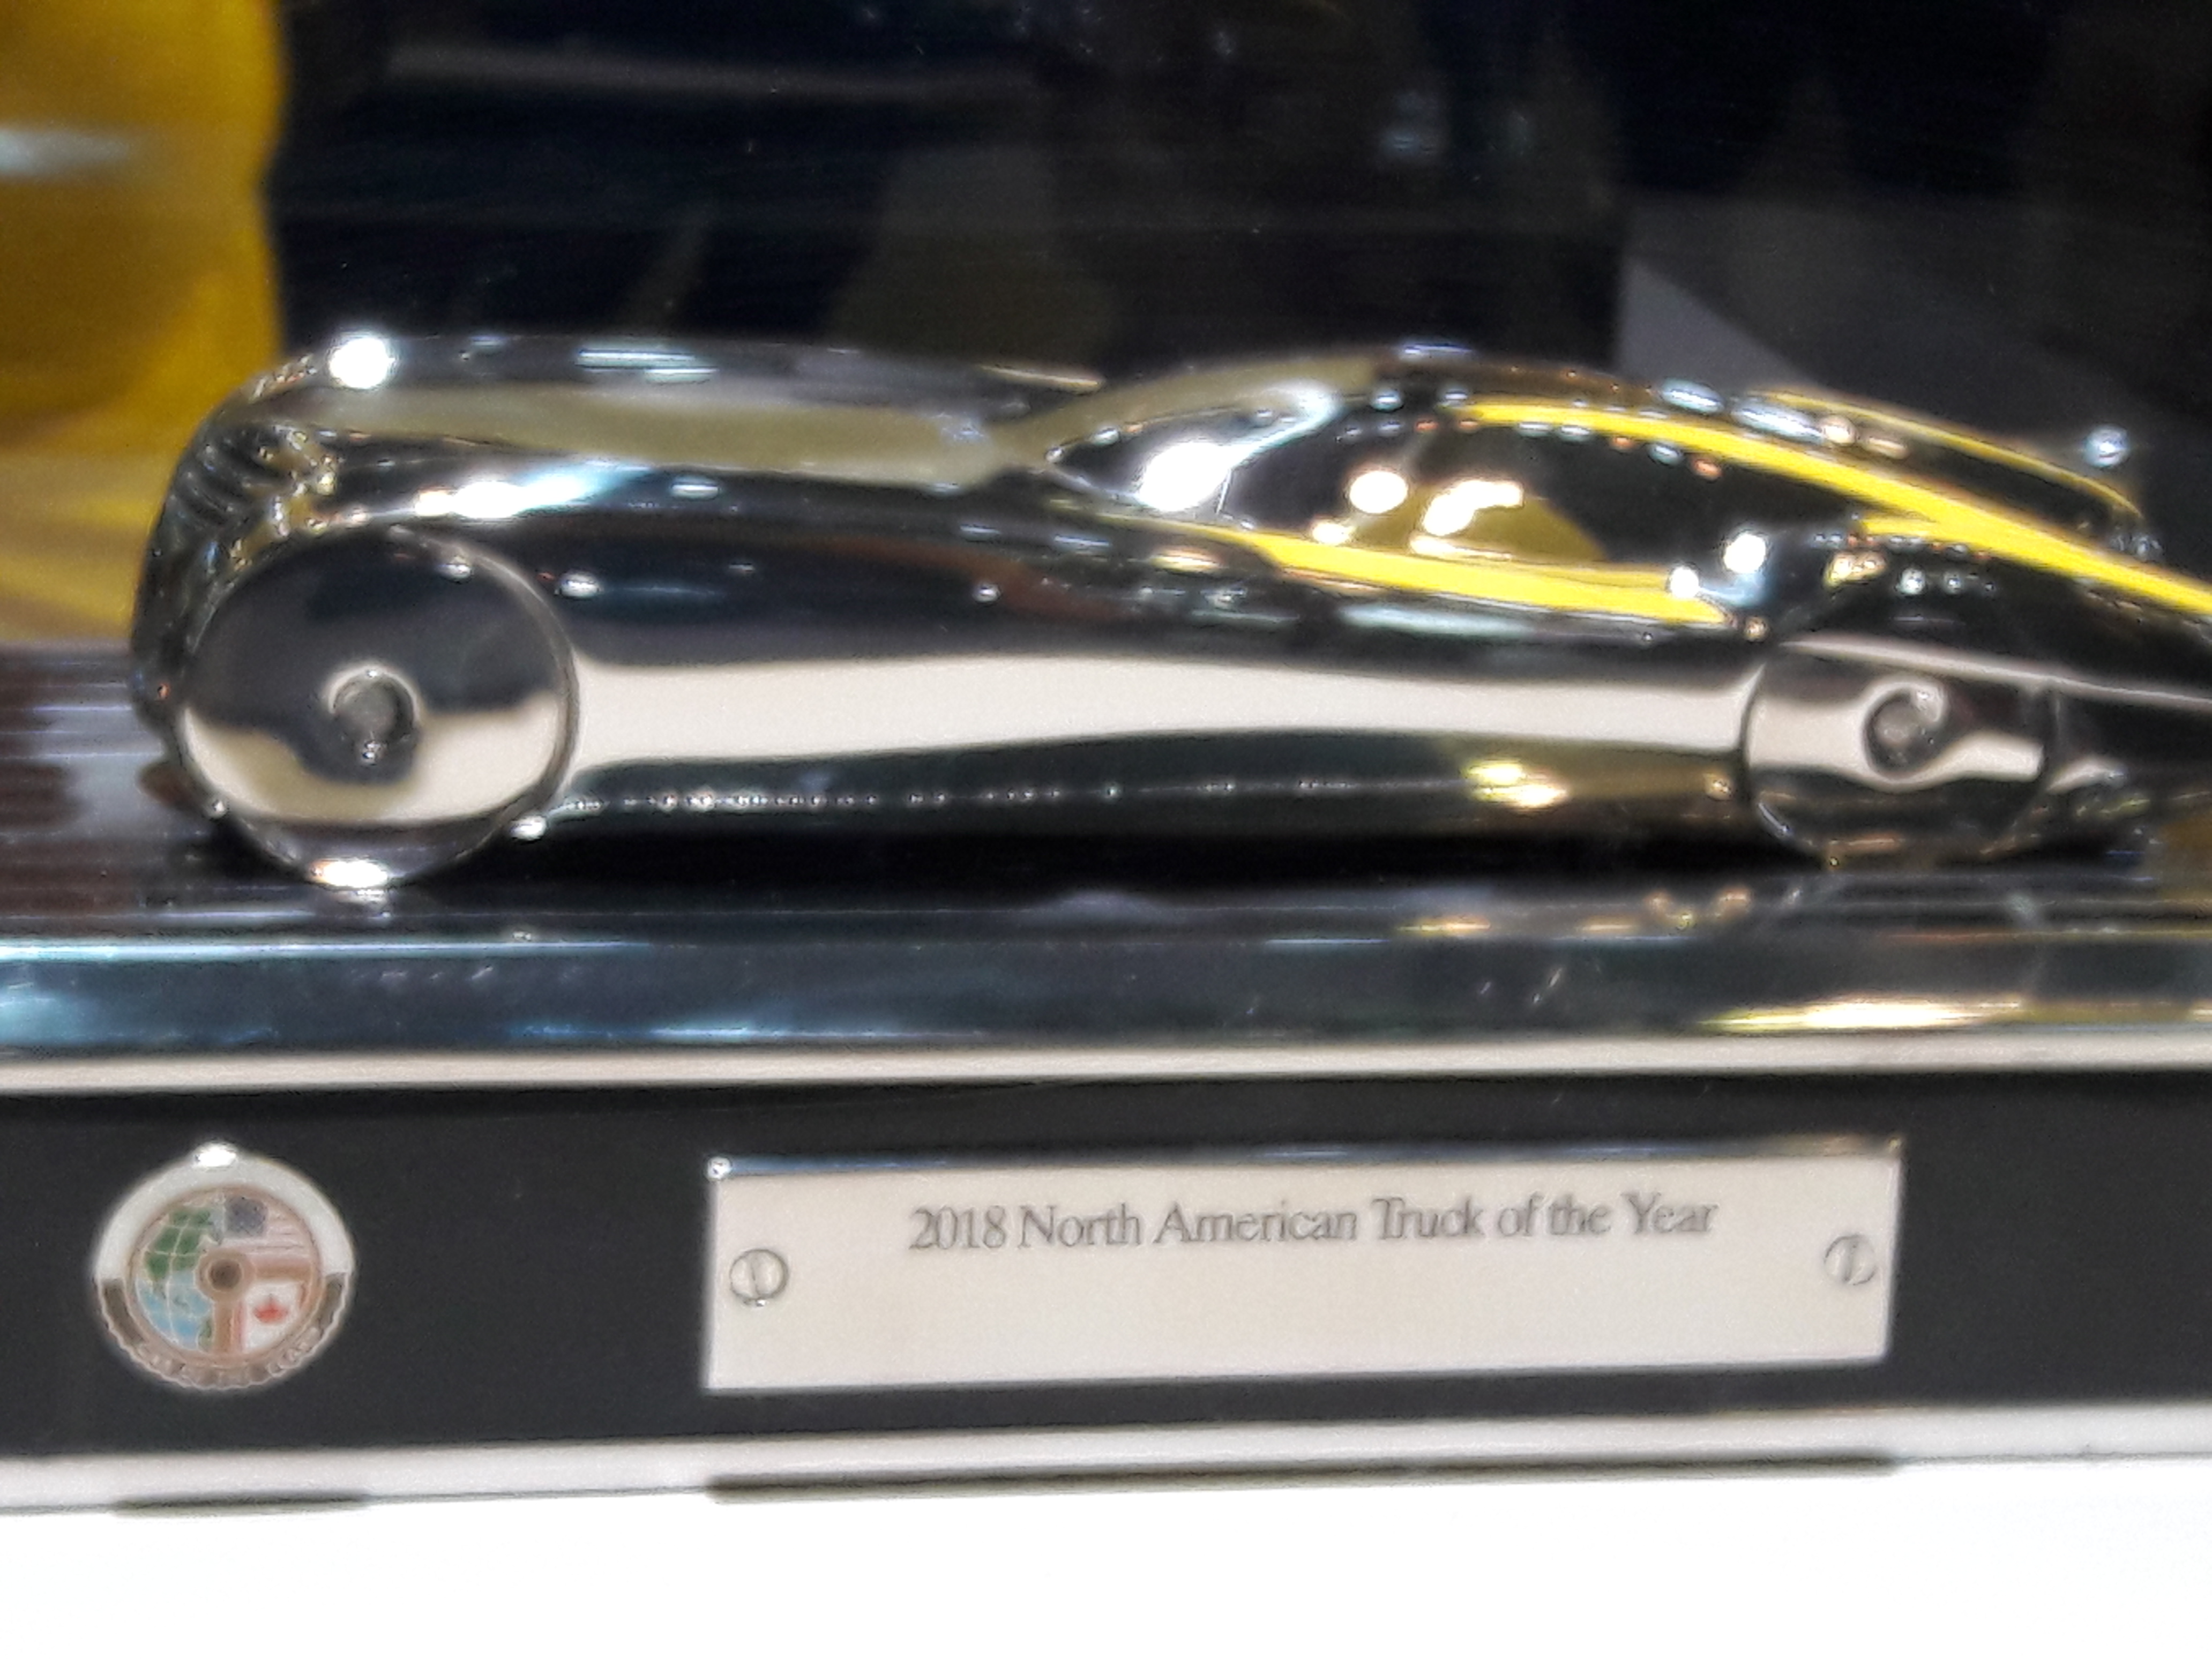 2018 North American Truck of the Year